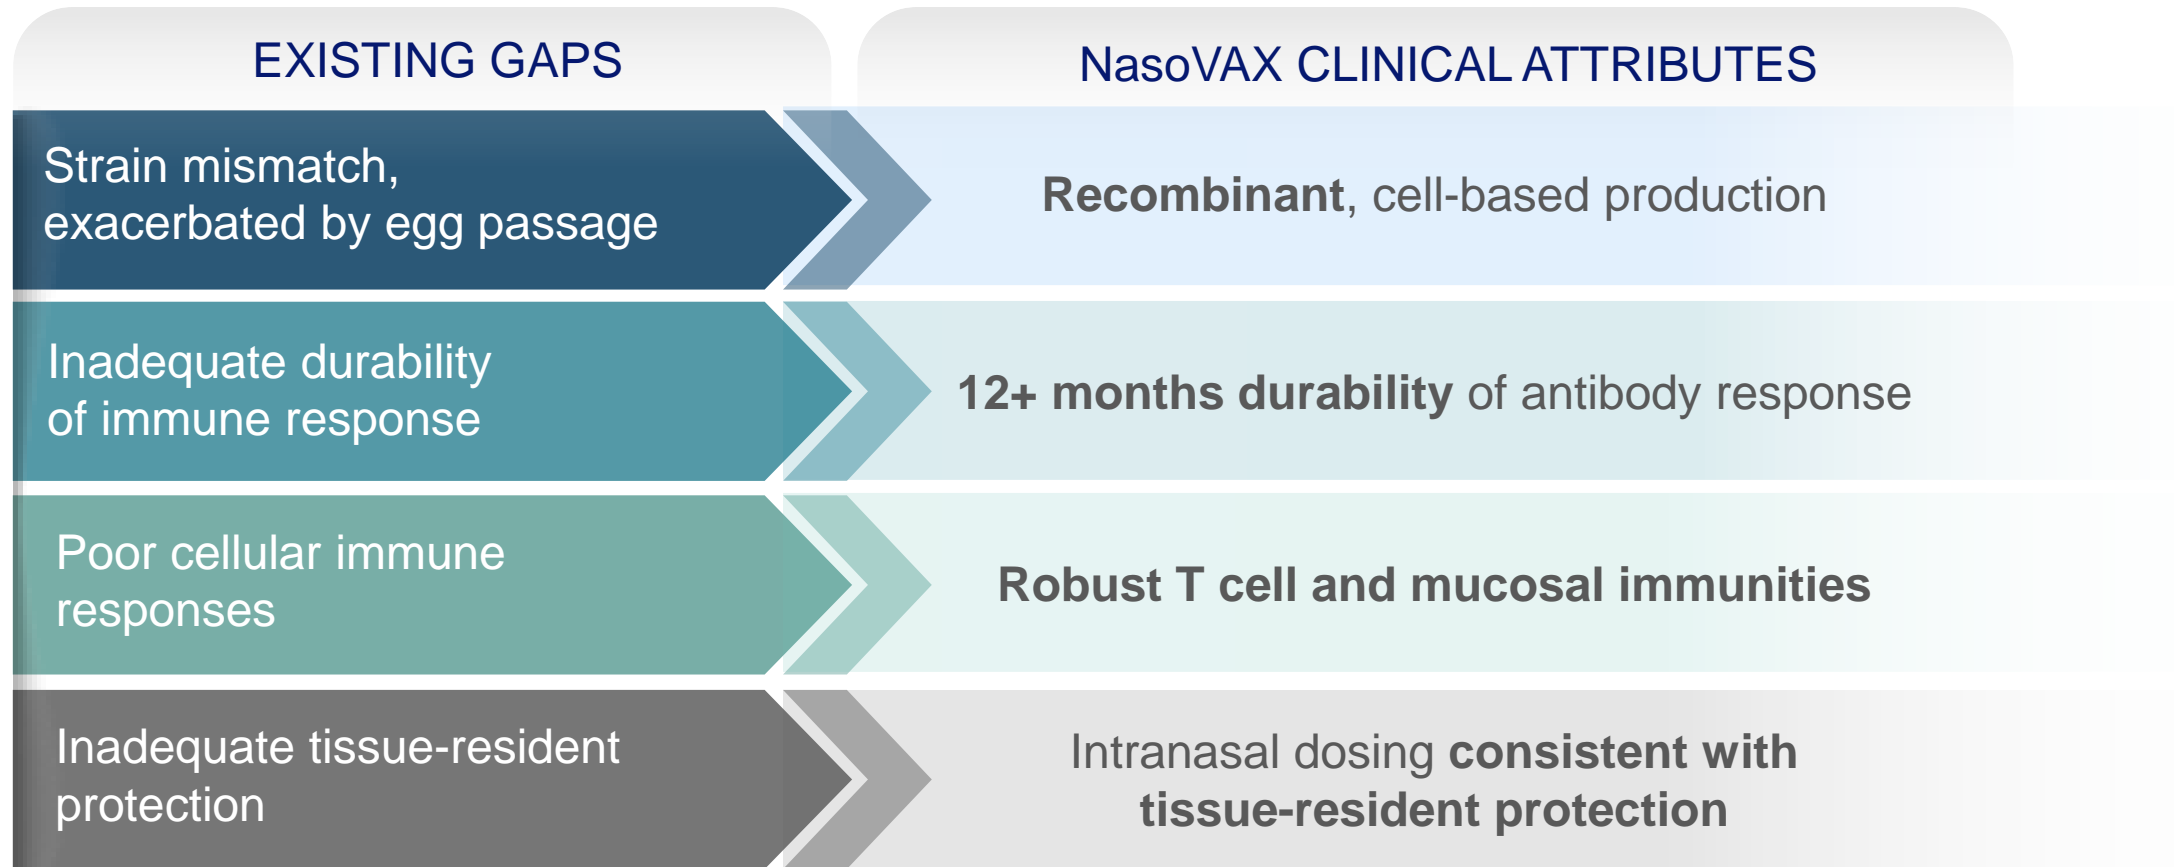 EXISTING GAPS
NasoVAX CLINICAL ATTRIBUTES
Strain mismatch,
exacerbated by egg passage
Recombinant, cell-based production
Inadequate durability
of immune response
12+ months durability of antibody response
Poor cellular immune
responses
Robust T cell and mucosal immunities
Inadequate tissue-resident
protection
Intranasal dosing consistent with
tissue-resident protection